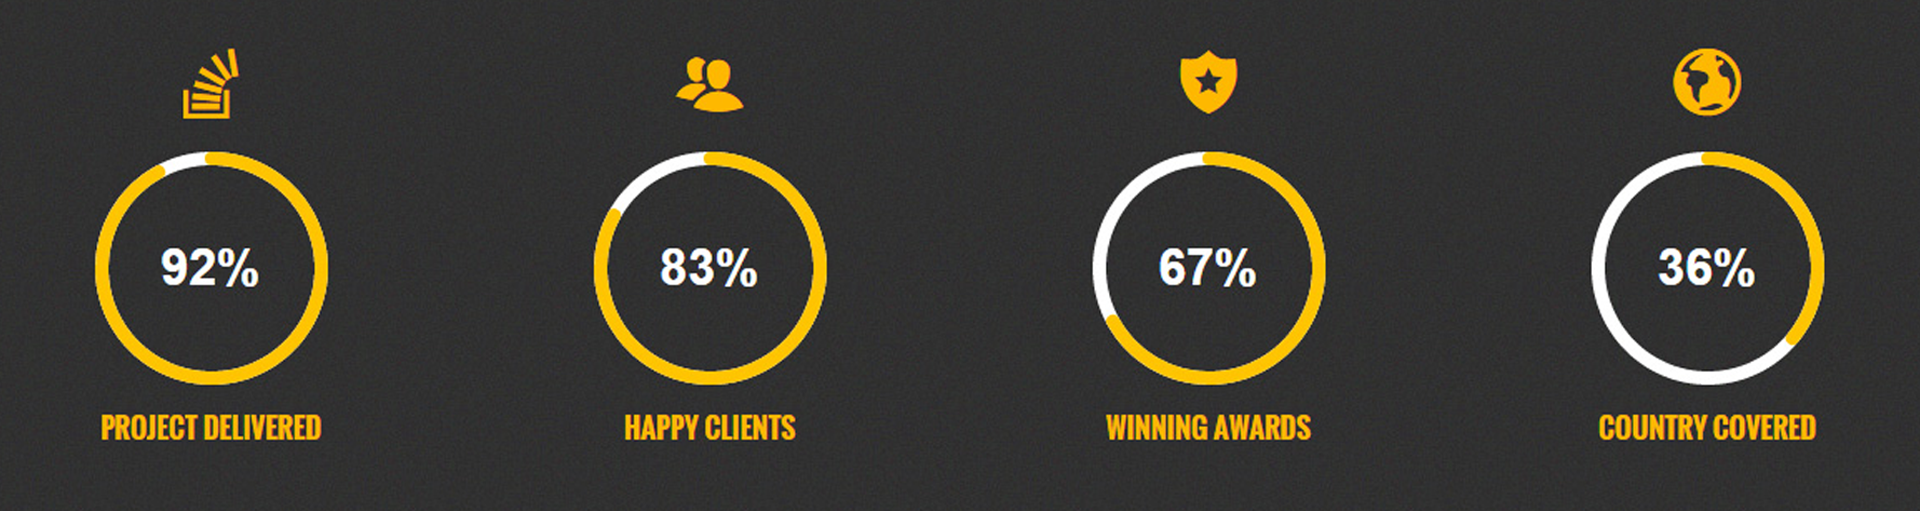 92%
83%
67%
36%
PROJECT DELIVERED
HAPPY CLIENTS
WINNING AWARDS
COUNTRY COVERED